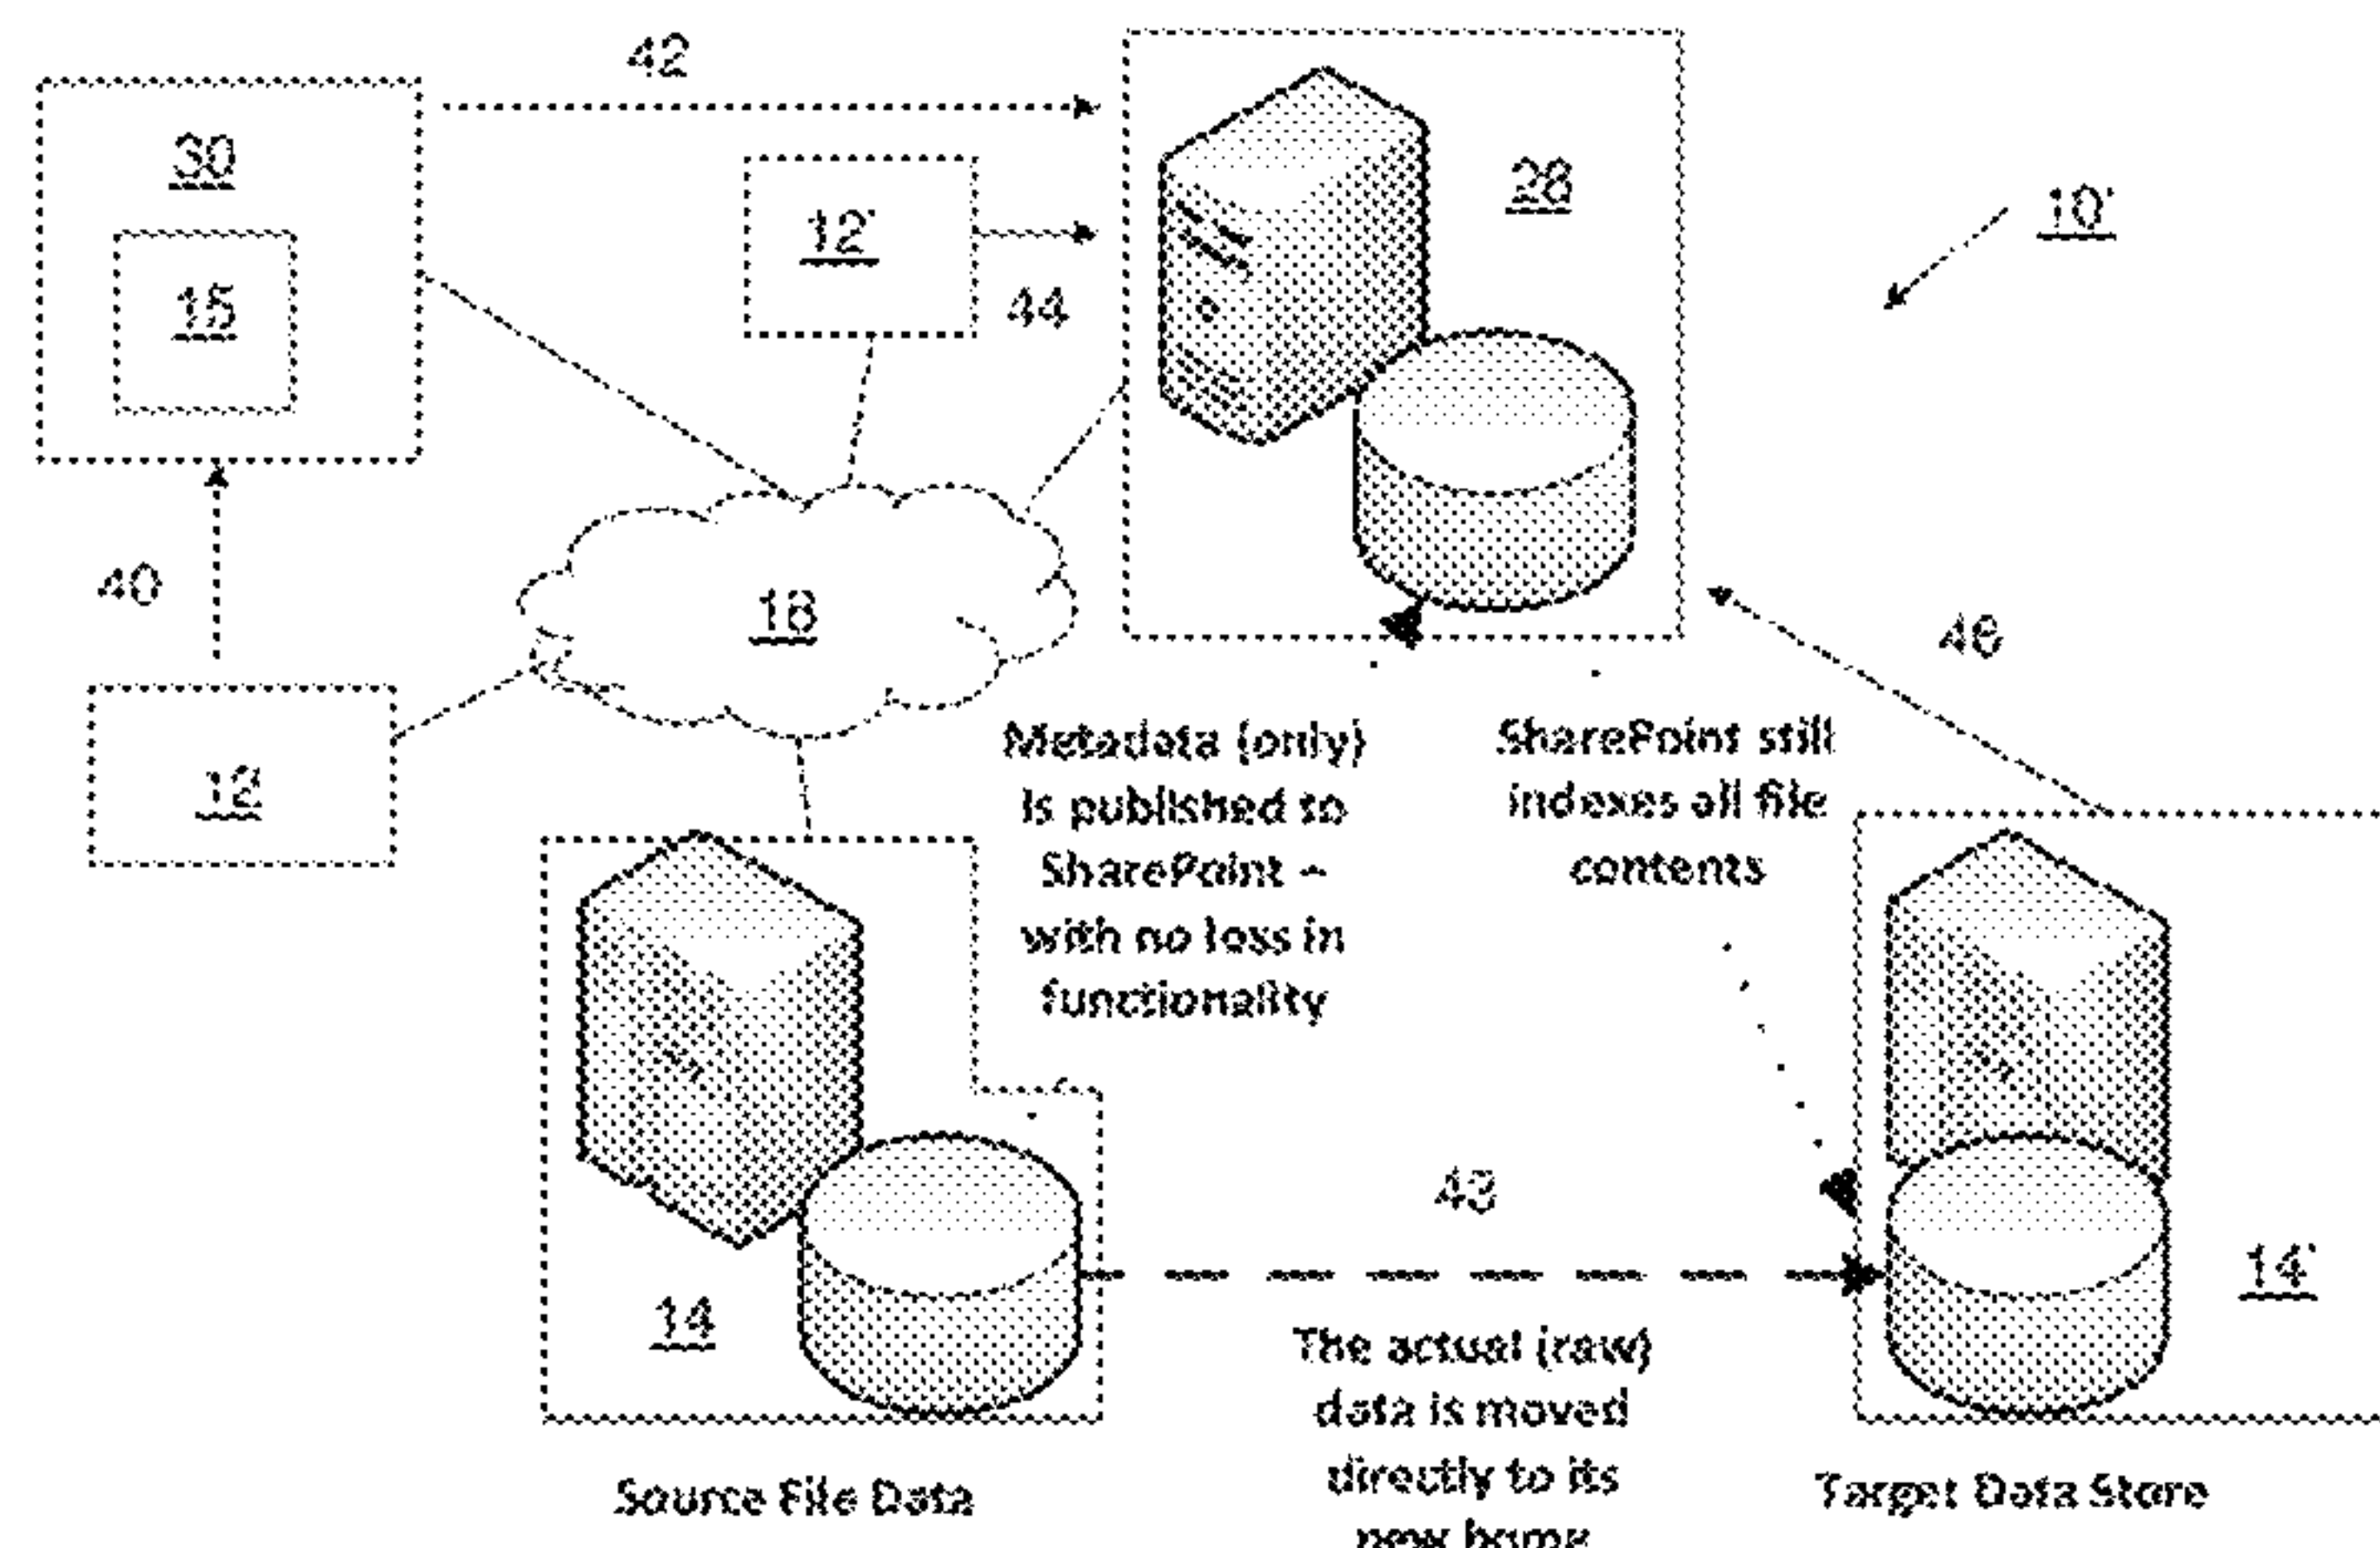 42
30
12'
28
10'
15
44
40
18
46
12
Metadata (only)
is published to
SharePoint –
with no loss in
functionality
SharePoint still
indexes all file
contents
43
14
14'
The actual (raw)
data is moved
directly to its
new home
Source File Data
Target Data Store